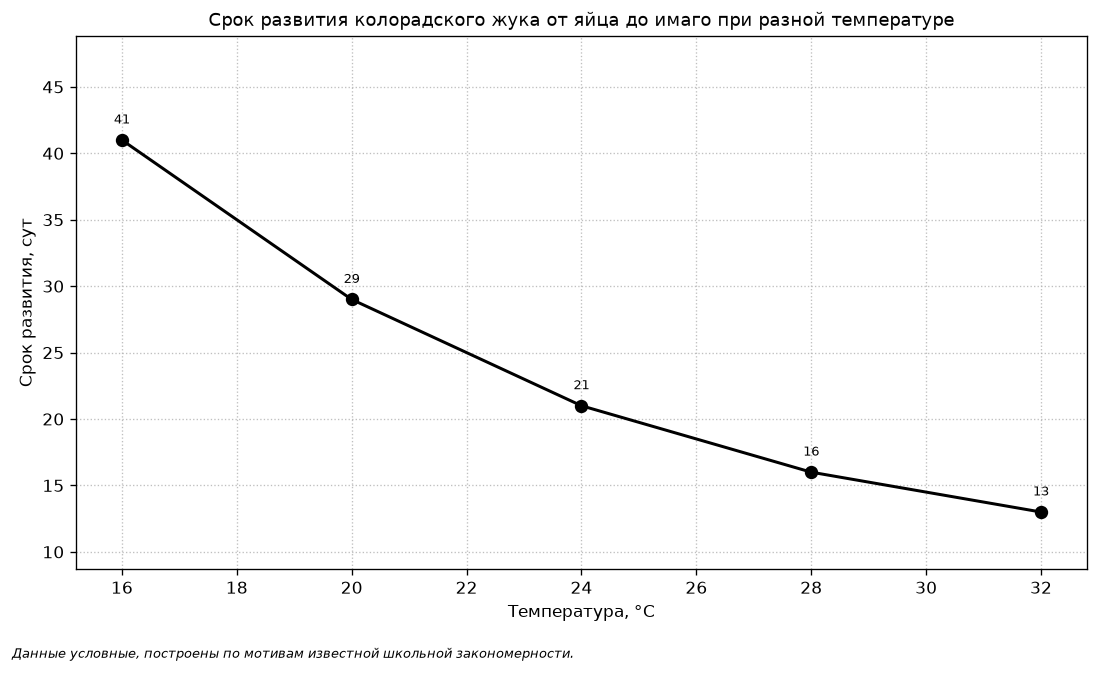 Срок развития колорадского жука от яйца до имаго при разной температуре
Срок развития, сут
45
40
35
30
25
20
15
10
41
29
21
16
13
16 18 20 22 24 26 28 30 32
Температура, °C
Данные условные, построены по мотивам известной школьной закономерности.